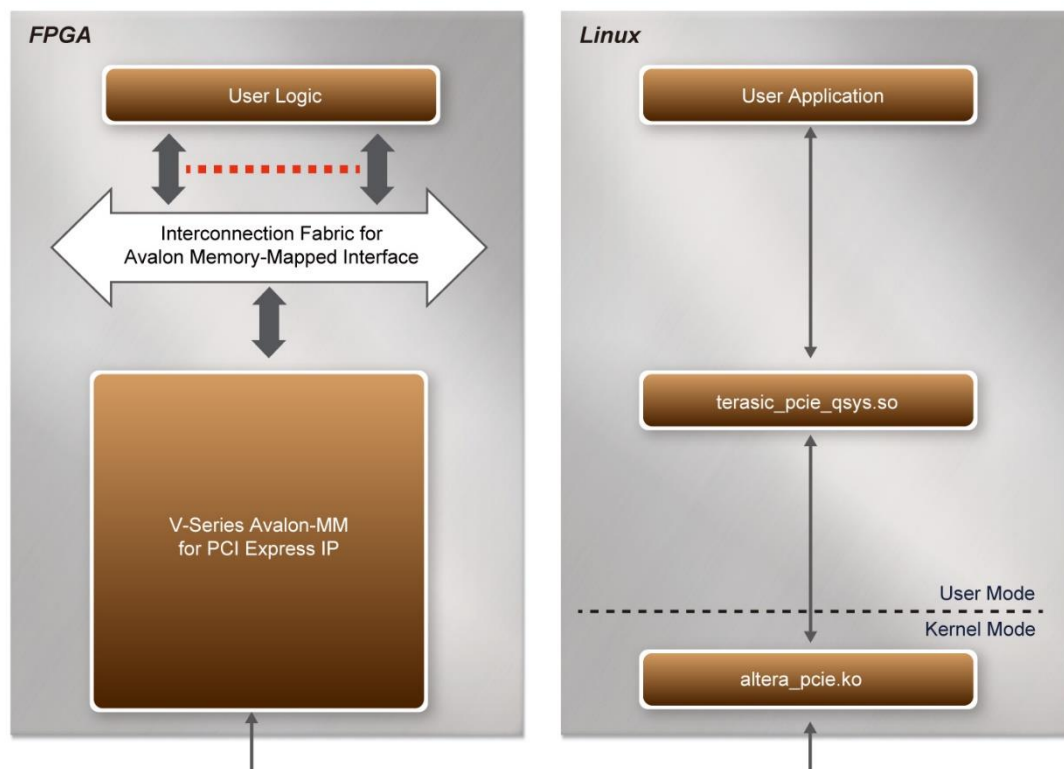 FPGA
User Logic
Interconnection Fabric for
Avalon Memory-Mapped Interface
V-Series Avalon-MM
for PCI Express IP
Linux
User Application
terasic_pcie_qsys.so
User Mode
Kernel Mode
altera_pcie.ko